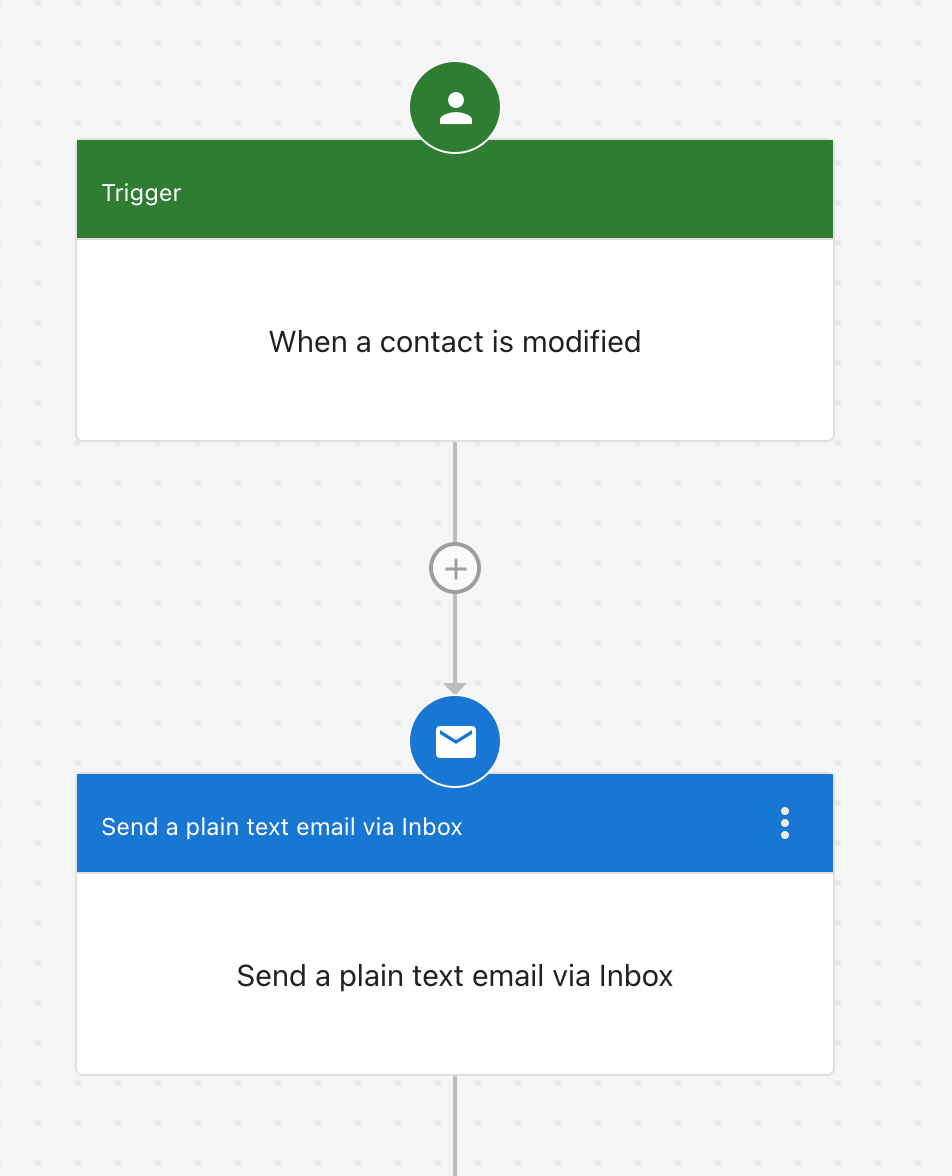 Trigger
When a contact is modified
Send a plain text email via Inbox
Send a plain text email via Inbox